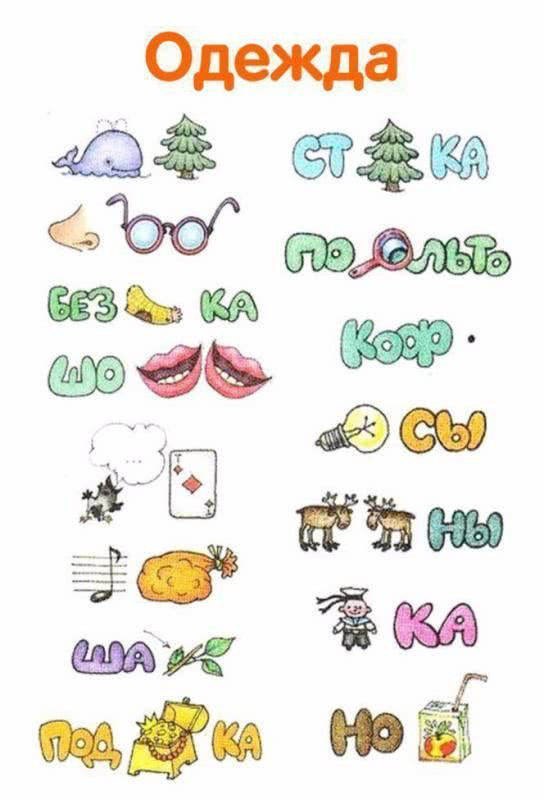 Одежда
БЕЗ КА
ШО
Т
ША
ПОД КА
СТ КА
ПО ЛЬТО
КОФ
СЫ
НЫ
КА
НО